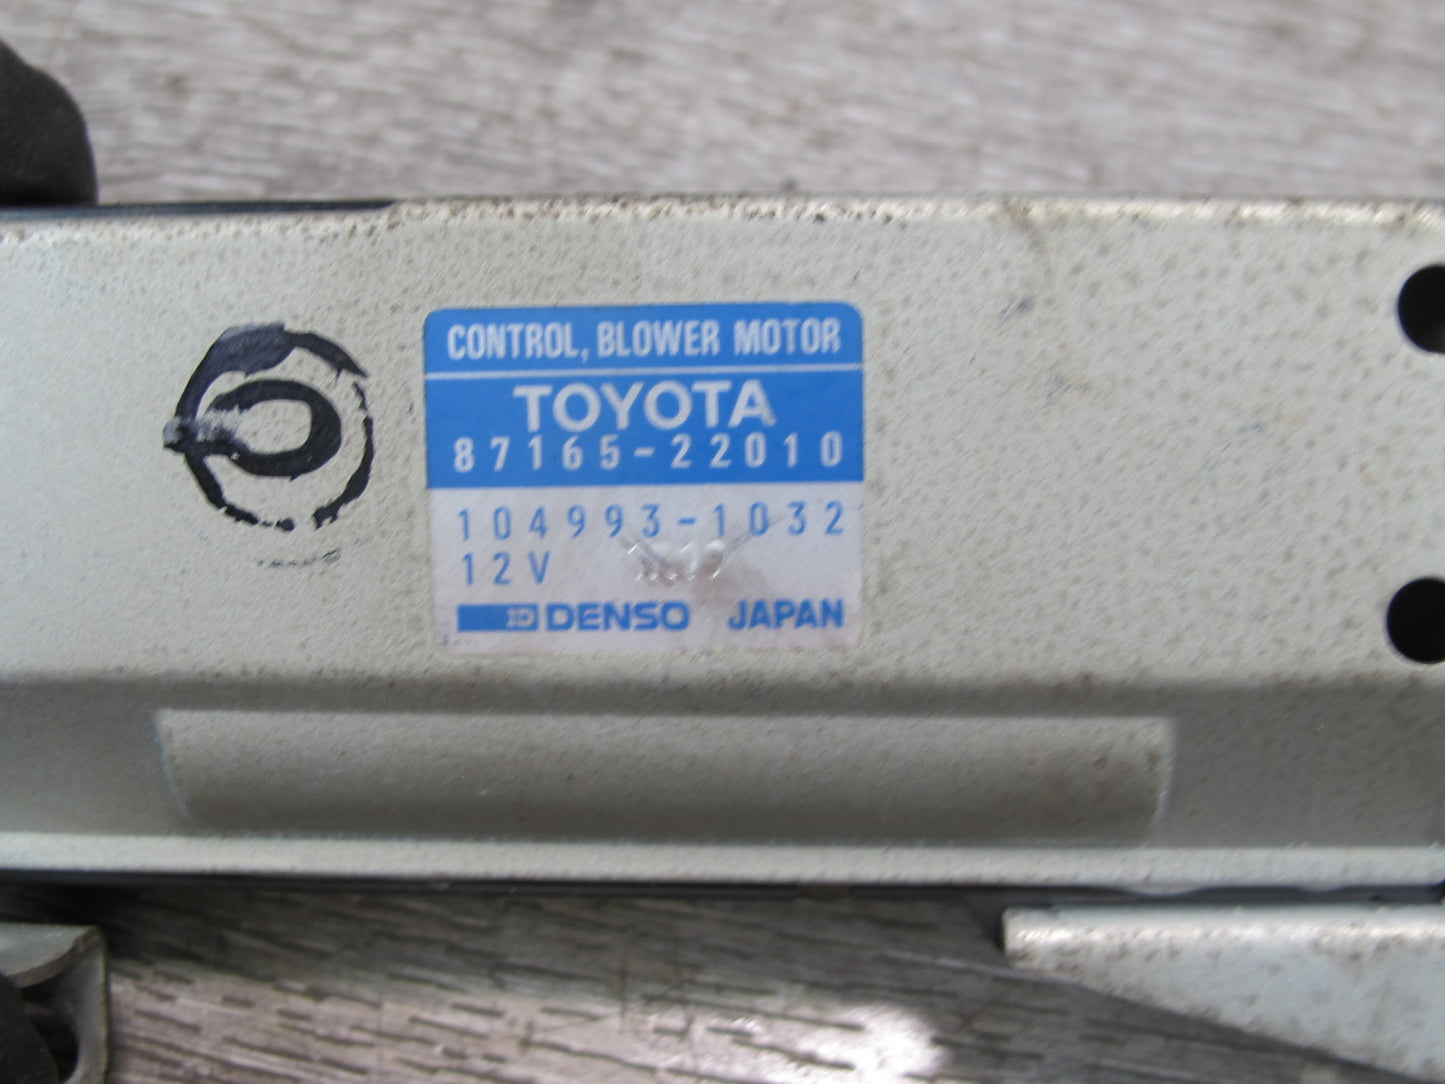 CONTROL, BLOWER MOTOR
TOYOTA
87165-22010
104993-1032
12V
DENSO JAPAN